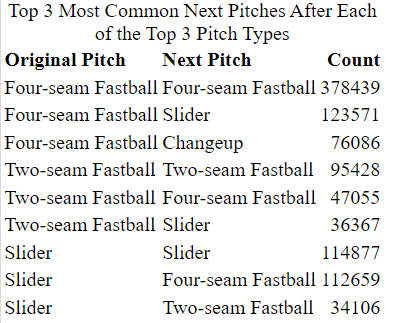 Top 3 Most Common Next Pitches After Each
of the Top 3 Pitch Types
Original Pitch Next Pitch Count
Four-seam Fastball Four-seam Fastball 378439
Four-seam Fastball Slider 123571
Four-seam Fastball Changeup 76086
Two-seam Fastball Two-seam Fastball 95428
Two-seam Fastball Four-seam Fastball 47055
Two-seam Fastball Slider 36367
Slider Slider 114877
Slider Four-seam Fastball 112659
Slider Two-seam Fastball 34106